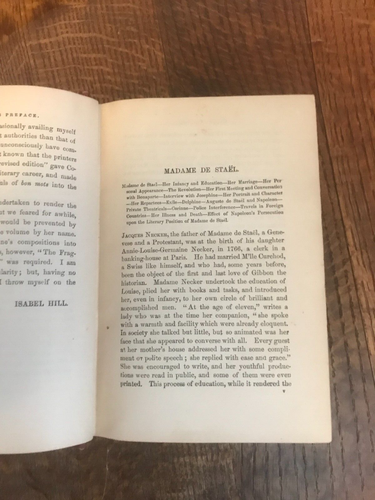 PREFACE.
sionally availing myself
authorities than that of
unconsciously have com-
t known that the printers
vised edition" gave Co-
iterary career, and made
le of bon mots into the
ndertaken to render the
t regrets that we feel for awhile,
would be prevented by
e volume by her name.
ne's compositions into
however, "The Frag-
was required. I am
larity; but, having no
I throw myself on the
ISABEL HILL.
MADAME DE STAËL.
Madame de Staël—Her Infancy and Education—Her Marriage—Her Per-
sonal Appearance—The Revolution—Her First Meeting and Conversation
with Bonaparte—Interview with Josephine—Her Portrait and Character
—Her Repartees—Exile—Delphine—Auguste de Staël and Napoleon—
Private Theatricals—Corinne—Police Interference—Travels in Foreign
Countries—Her Illness and Death—Effect of Napoleon's Persecution
upon the Literary Position of Madame de Staël.
JACQUES NECKER, the father of Madame de Staël, a Gene-
vese and a Protestant, was at the birth of his daughter
Annie-Louise-Germaine Necker, in 1766, a clerk in a
banking-house at Paris. He had married M'lle Curchod,
a Swiss like himself, and who had, some years before,
been the object of the first and last love of Gibbon the
historian. Madame Necker undertook the education of
Louise, plied her with books and tasks, and introduced
her, even in infancy, to her own circle of brilliant and
accomplished men. "At the age of eleven," writes a
lady who was at the time her companion, "she spoke
with a warmth and facility which were already eloquent.
In society she talked but little, but so animated was her
face that she appeared to converse with all. Every guest
at her mother's house addressed her with some compli-
ment or polite speech; she replied with ease and grace."
She was encouraged to write, and her youthful produc-
tions were read in public, and some of them were even
printed. This process of education, while it rendered the
v